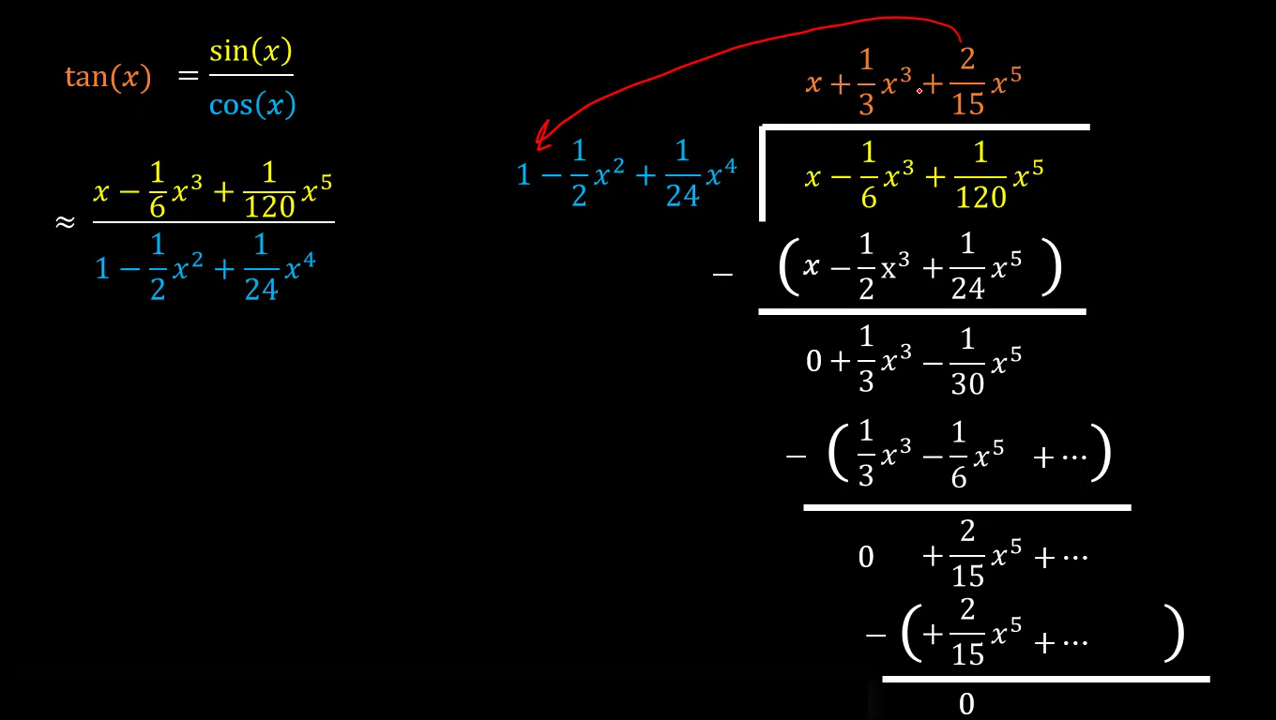 tan(x) = sin(x)/cos(x)
≈ (x − 1/6 x³ + 1/120 x⁵)/(1 − 1/2 x² + 1/24 x⁴)
x + 1/3 x³ + 2/15 x⁵
1 − 1/2 x² + 1/24 x⁴
x − 1/6 x³ + 1/120 x⁵
− (x − 1/2 x³ + 1/24 x⁵)
0 + 1/3 x³ − 1/30 x⁵
− (1/3 x³ − 1/6 x⁵ + ⋯)
0 + 2/15 x⁵ + ⋯
− (+ 2/15 x⁵ + ⋯ )
0